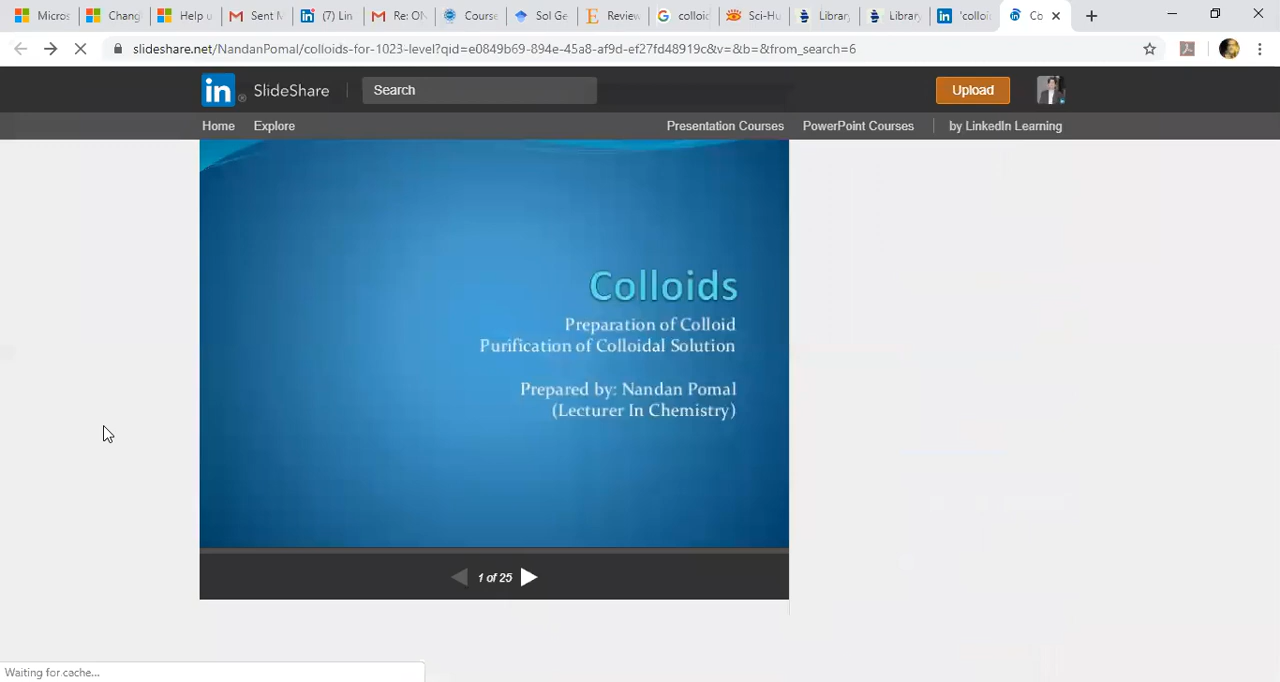 Micros
Chang
Help u
Sent M
(7) Lin
Re: ON
Course
Sol Ge
Review
colloid
Sci-Hu
Library
Library
'colloi
Co
slideshare.net/NandanPomal/colloids-for-1023-level?qid=e0849b69-894e-45a8-af9d-ef27fd48919c&v=&b=&from_search=6
in SlideShare
Search
Upload
Home
Explore
Presentation Courses
PowerPoint Courses
by LinkedIn Learning
Colloids
Preparation of Colloid
Purification of Colloidal Solution
Prepared by: Nandan Pomal
(Lecturer In Chemistry)
1 of 25
Waiting for cache...